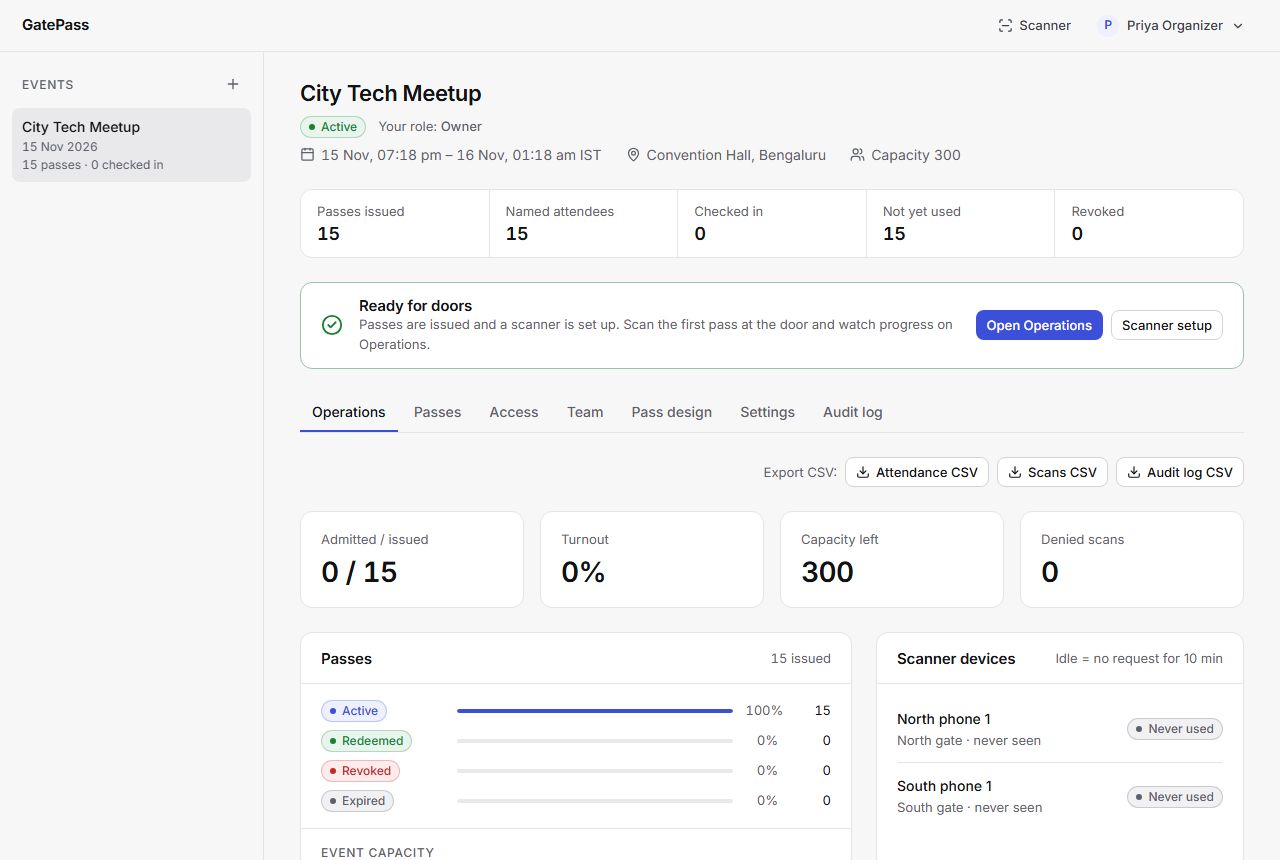 GatePass
Scanner
P
Priya Organizer
EVENTS
City Tech Meetup
15 Nov 2026
15 passes · 0 checked in
City Tech Meetup
Active
Your role: Owner
15 Nov, 07:18 pm – 16 Nov, 01:18 am IST
Convention Hall, Bengaluru
Capacity 300
Passes issued
15
Named attendees
15
Checked in
0
Not yet used
15
Revoked
0
Ready for doors
Passes are issued and a scanner is set up. Scan the first pass at the door and watch progress on
Operations.
Open Operations
Scanner setup
Operations
Passes
Access
Team
Pass design
Settings
Audit log
Export CSV:
Attendance CSV
Scans CSV
Audit log CSV
Admitted / issued
0 / 15
Turnout
0%
Capacity left
300
Denied scans
0
Passes
15 issued
Active 100% 15
Redeemed 0% 0
Revoked 0% 0
Expired 0% 0
EVENT CAPACITY
Scanner devices
Idle = no request for 10 min
North phone 1
North gate · never seen
Never used
South phone 1
South gate · never seen
Never used